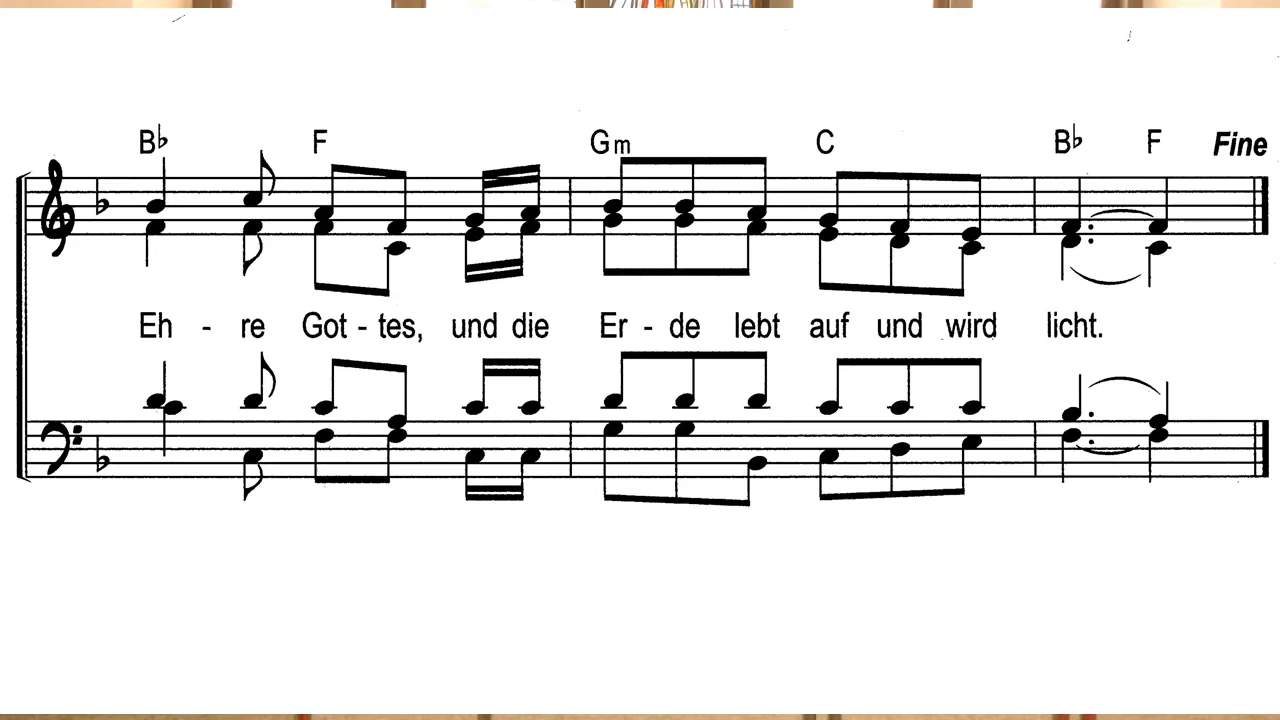 B♭ F Gm C B♭ F Fine
Eh - re Got - tes, und die Er - de lebt auf und wird licht.